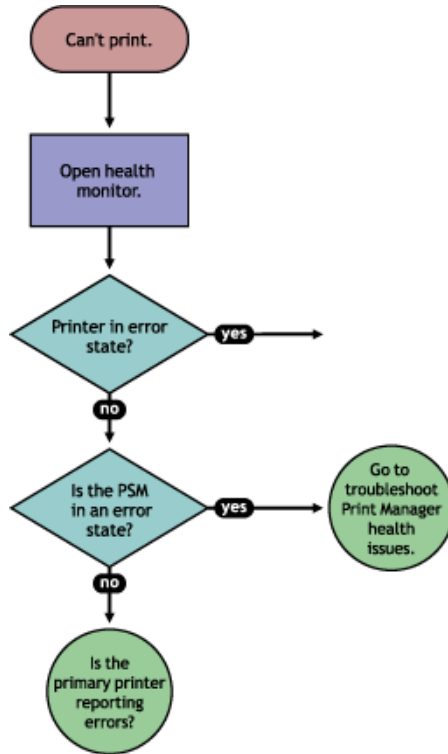 Can't print.
Open health
monitor.
Printer in error
state?
yes
no
Is the PSM
in an error
state?
yes
Go to
troubleshoot
Print Manager
health
issues.
no
Is the
primary printer
reporting
errors?